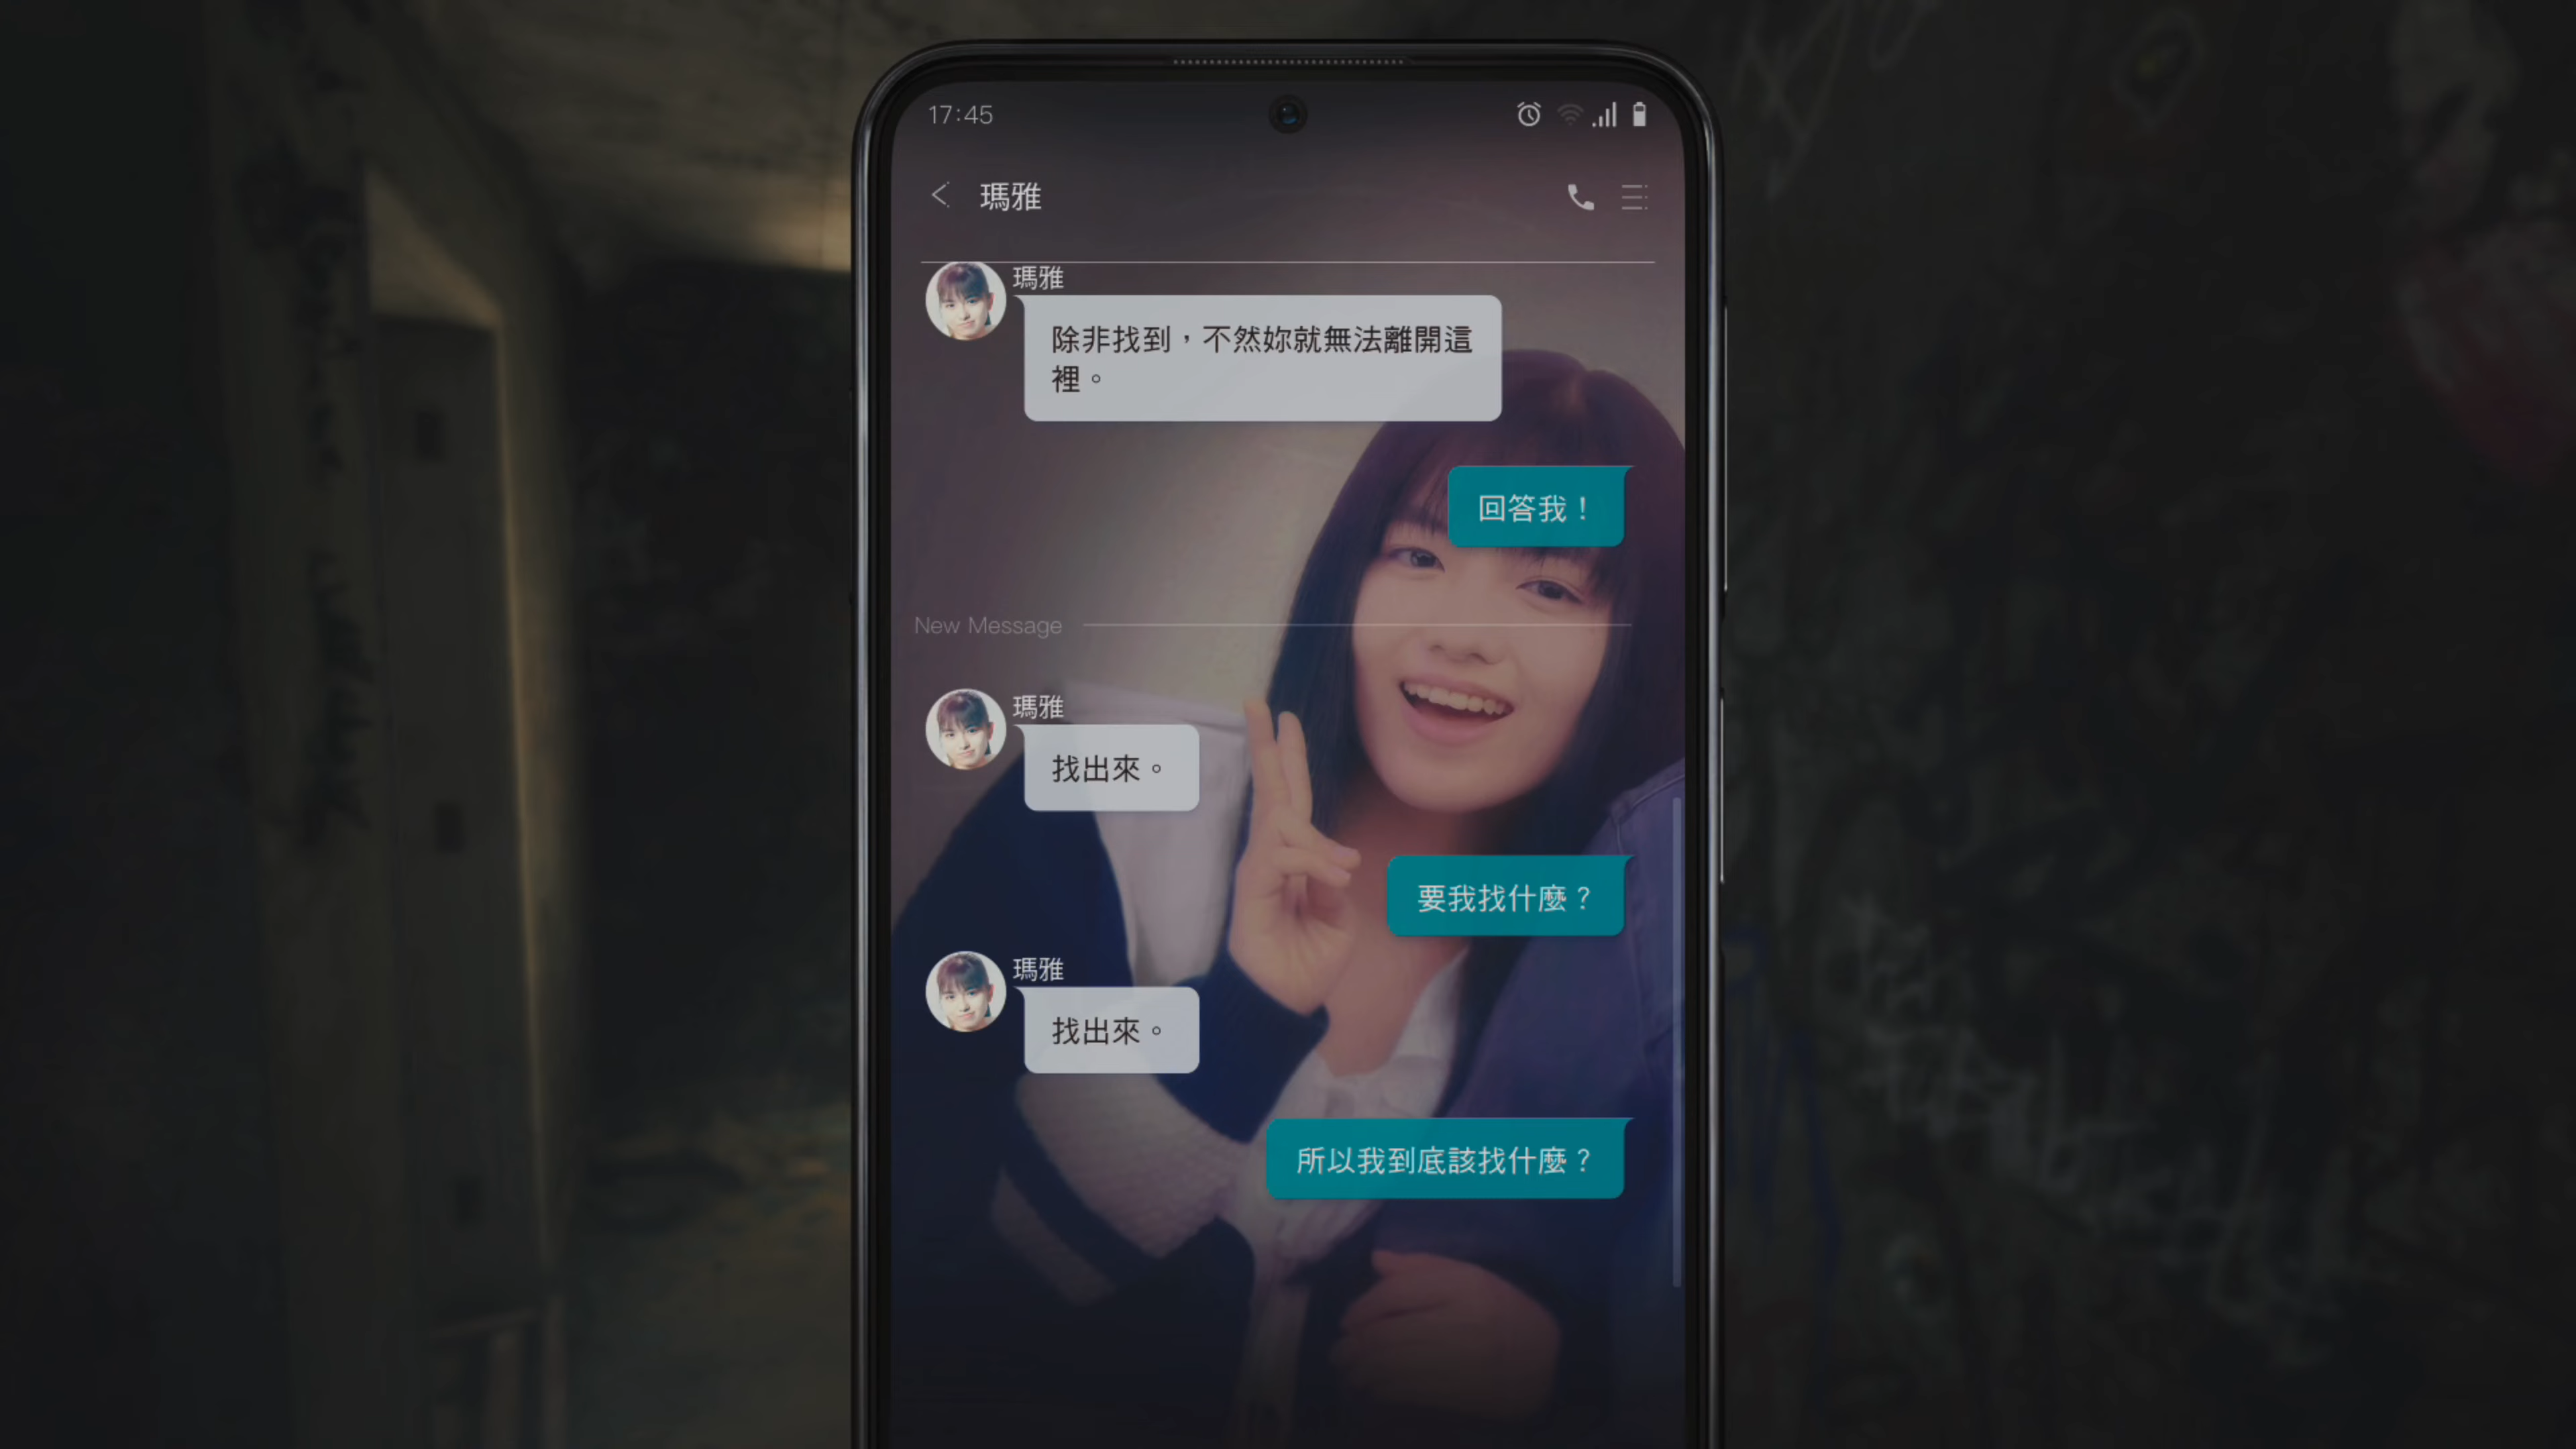 17:45
瑪雅
瑪雅
除非找到，不然妳就無法離開這
裡。
回答我！
New Message
瑪雅
找出來。
要我找什麼？
瑪雅
找出來。
所以我到底該找什麼？